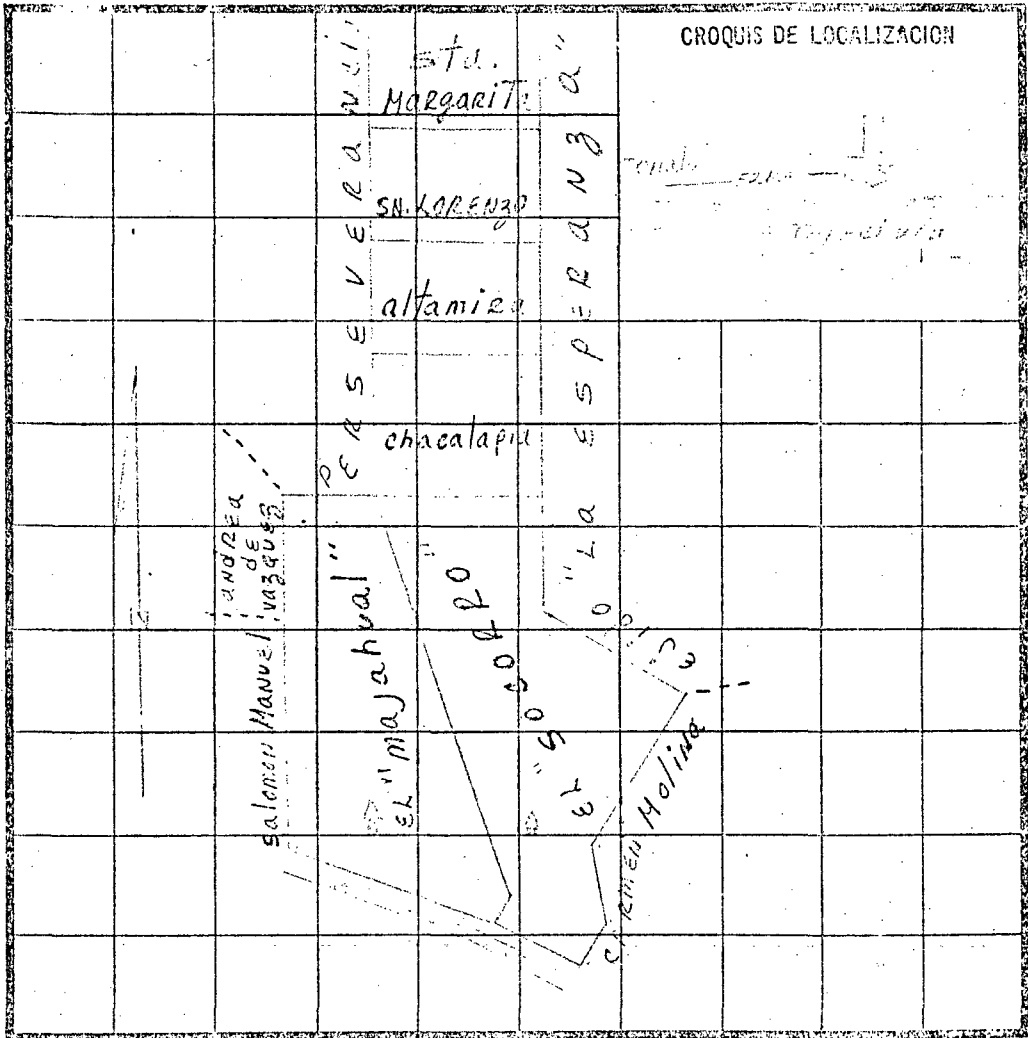 CROQUIS DE LOCALIZACION
Sta.
MargariTa
SN. LORENZO
altamira
chacalapa
PERSEVERANCIA"
"La ESPERANZa"
aNdREa
dE
VazquEz
Salomon Manuel
EL "majahual"
EL "SOCORRO"
CaRMEN Molina